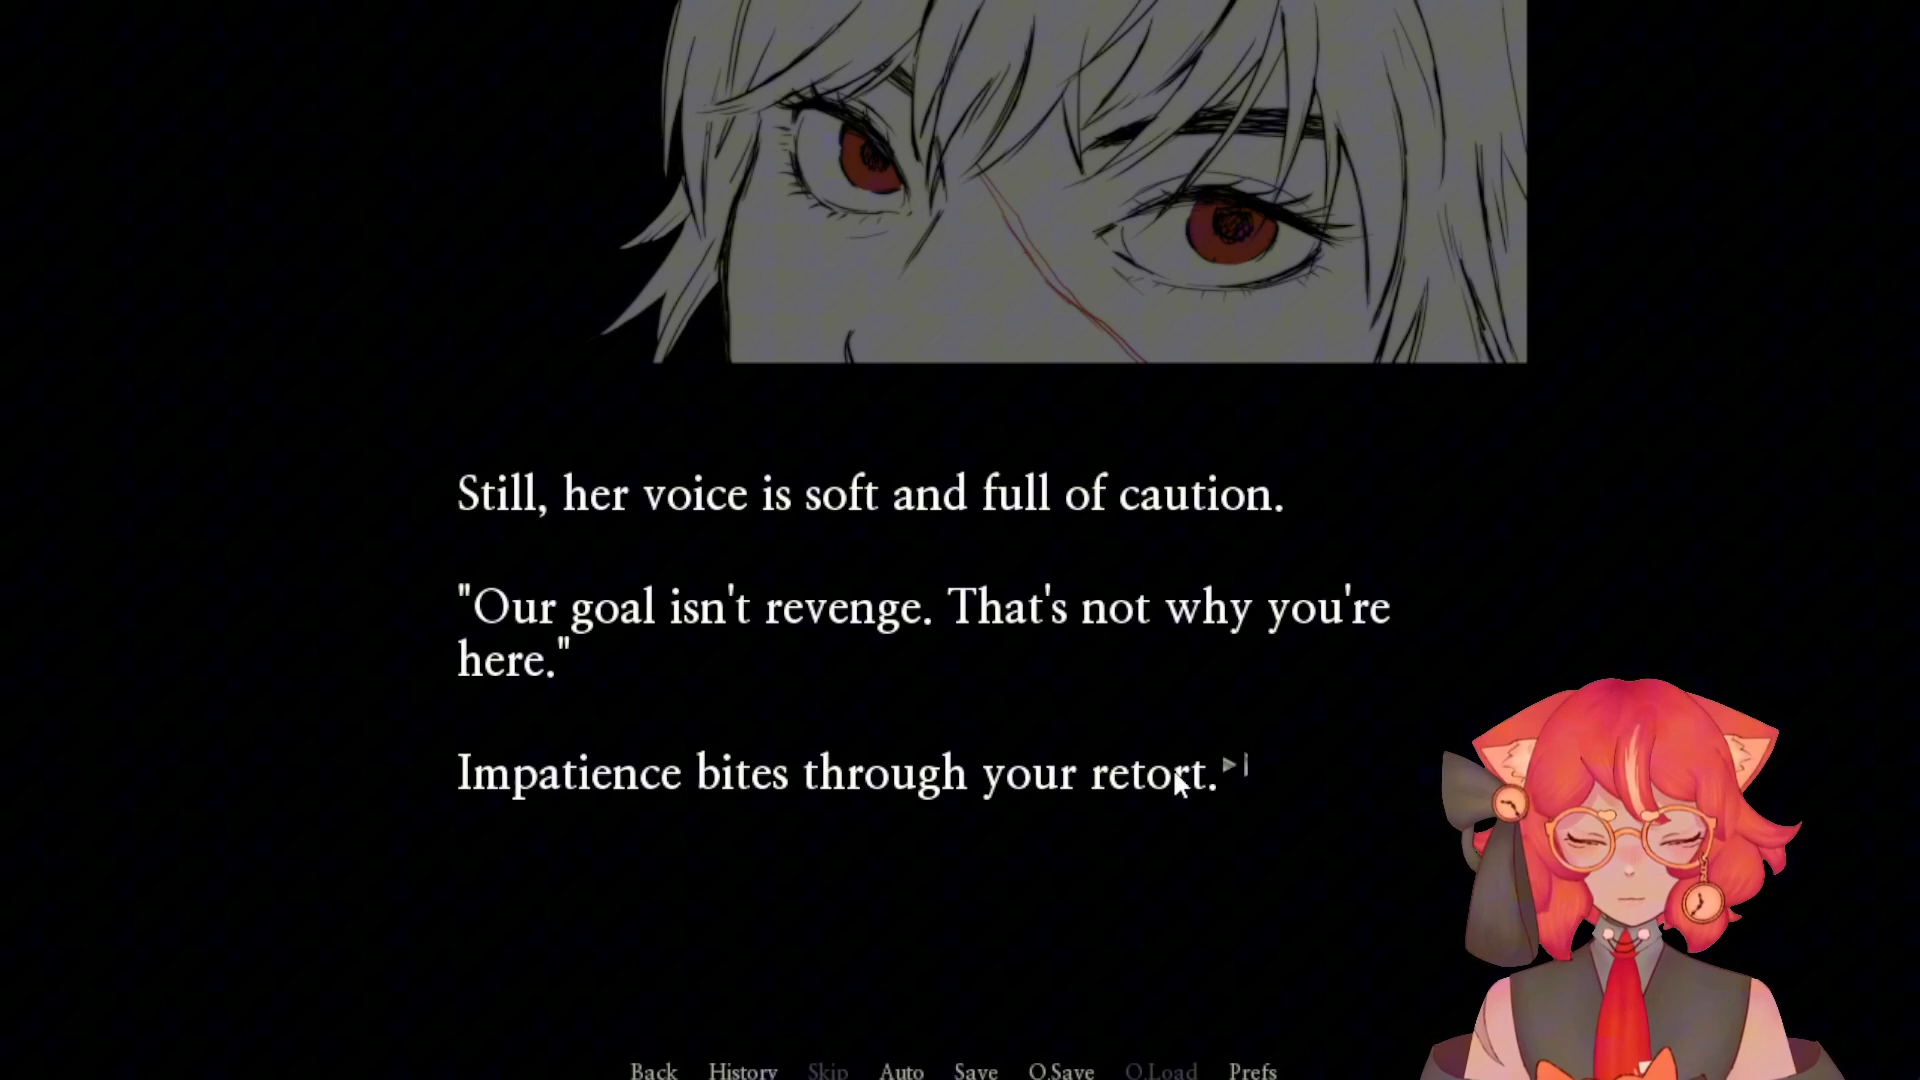 Still, her voice is soft and full of caution.
"Our goal isn't revenge. That's not why you're
here."
Impatience bites through your retort.
Back History Skip Auto Save Q.Save Q.Load Prefs